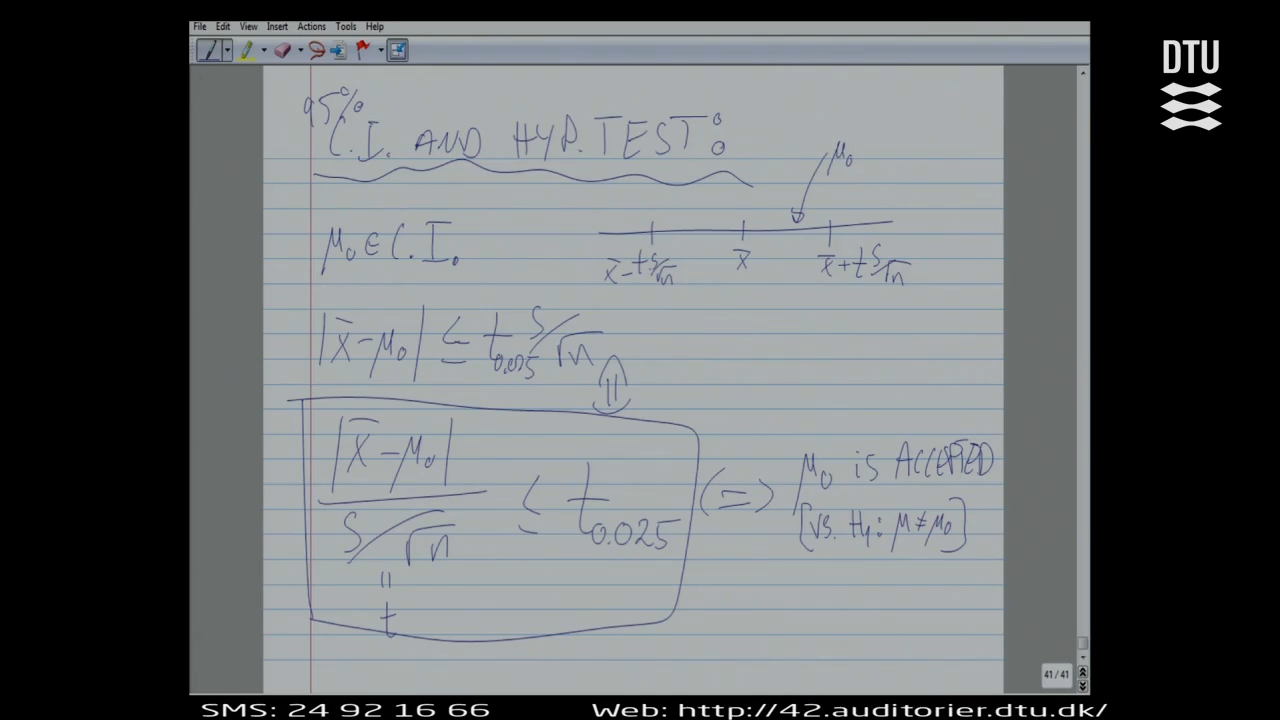 File Edit View Insert Actions Tools Help
DTU
95%
C.I. AND HYP. TEST:
μ₀
μ₀ ∈ C.I.
x̄ - t s/√n x̄ x̄ + t s/√n
|x̄ - μ₀| ≤ t₀.₀₂₅ s/√n
⇕
|x̄ - μ₀|
s/√n
≤ t₀.₀₂₅ (=) μ₀ is ACCEPTED
[vs. H₁: μ ≠ μ₀]
=
t
41 / 41
SMS: 24 92 16 66 Web: http://42.auditorier.dtu.dk/